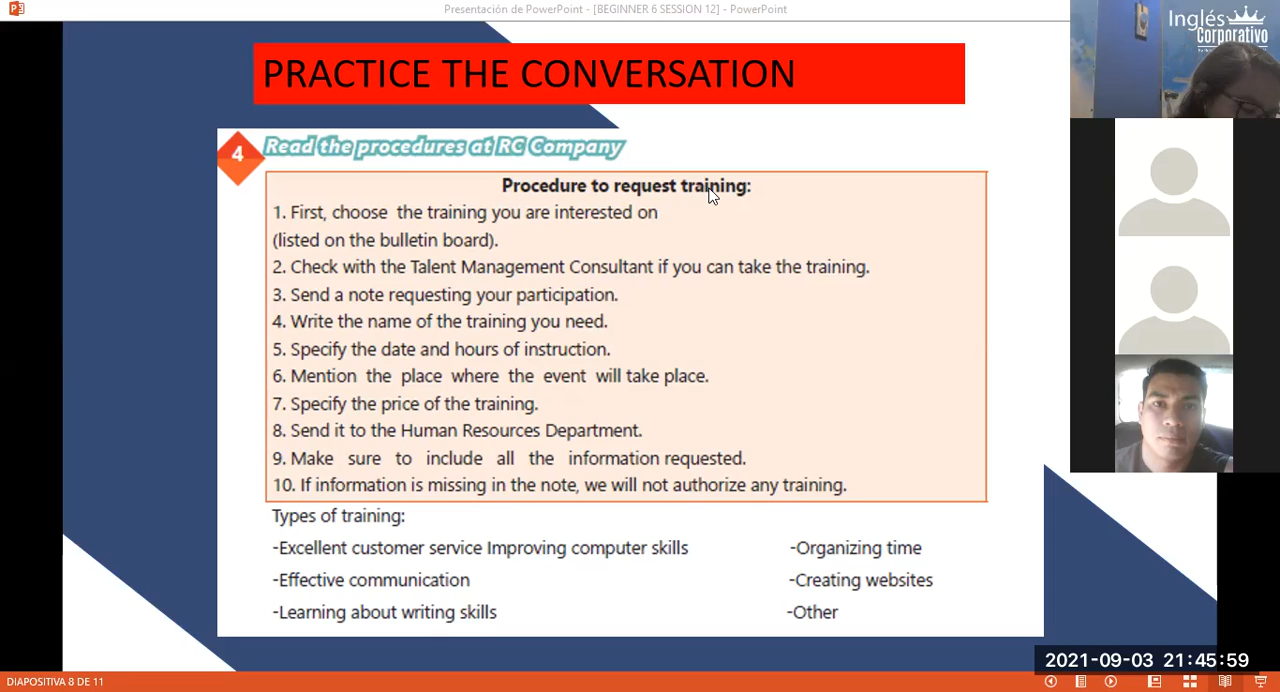 Presentación de PowerPoint - [BEGINNER 6 SESSION 12] - PowerPoint
Inglés
Corporativo
PRACTICE THE CONVERSATION
4 Read the procedures at RC Company
Procedure to request training:
1. First, choose the training you are interested on
(listed on the bulletin board).
2. Check with the Talent Management Consultant if you can take the training.
3. Send a note requesting your participation.
4. Write the name of the training you need.
5. Specify the date and hours of instruction.
6. Mention the place where the event will take place.
7. Specify the price of the training.
8. Send it to the Human Resources Department.
9. Make sure to include all the information requested.
10. If information is missing in the note, we will not authorize any training.
Types of training:
-Excellent customer service Improving computer skills
-Effective communication
-Learning about writing skills
-Organizing time
-Creating websites
-Other
2021-09-03 21:45:59
DIAPOSITIVA 8 DE 11